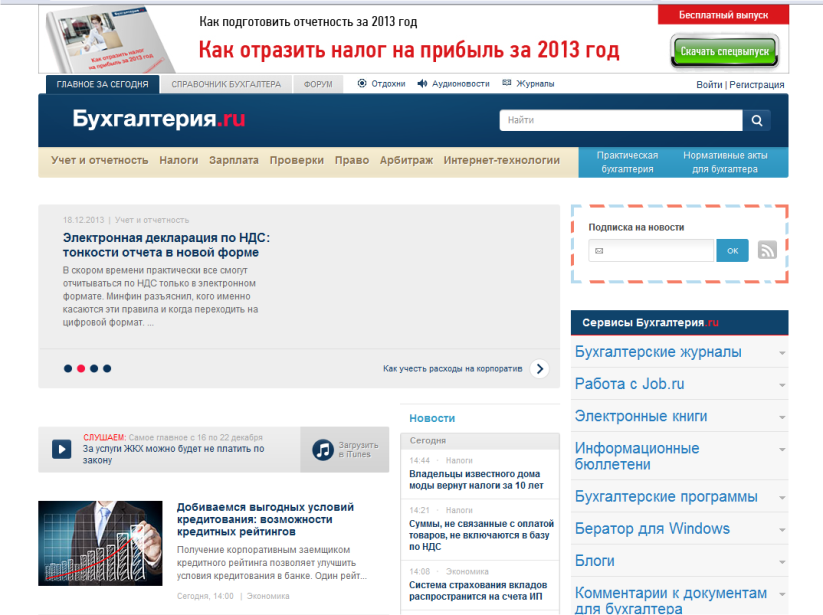 Как подготовить отчетность за 2013 год
Как отразить налог на прибыль за 2013 год
Бесплатный выпуск
Скачать спецвыпуск
ГЛАВНОЕ ЗА СЕГОДНЯ
СПРАВОЧНИК БУХГАЛТЕРА
ФОРУМ
Отдохни
Аудионовости
Журналы
Войти | Регистрация
Бухгалтерия.ru
Найти
Учет и отчетность Налоги Зарплата Проверки Право Арбитраж Интернет-технологии
Практическая
бухгалтерия
Нормативные акты
для бухгалтера
18.12.2013 | Учет и отчетность
Электронная декларация по НДС:
тонкости отчета в новой форме
В скором времени практически все смогут
отчитываться по НДС только в электронном
формате. Минфин разъяснил, кого именно
касаются эти правила и когда переходить на
цифровой формат. ...
Как учесть расходы на корпоратив
Подписка на новости
ОК
СЛУШАЕМ: Самое главное с 16 по 22 декабря
За услуги ЖКХ можно будет не платить по
закону
Загрузить
в iTunes
Добиваемся выгодных условий
кредитования: возможности
кредитных рейтингов
Получение корпоративным заемщиком
кредитного рейтинга позволяет улучшить
условия кредитования в банке. Один рейт...
Сегодня, 14:00 | Экономика
Новости
Сегодня
14:44 · Налоги
Владельцы известного дома
моды вернут налоги за 10 лет
14:21 · Налоги
Суммы, не связанные с оплатой
товаров, не включаются в базу
по НДС
14:08 · Экономика
Система страхования вкладов
распространится на счета ИП
Сервисы Бухгалтерия.ru
Бухгалтерские журналы
Работа с Job.ru
Электронные книги
Информационные
бюллетени
Бухгалтерские программы
Бератор для Windows
Блоги
Комментарии к документам
для бухгалтера